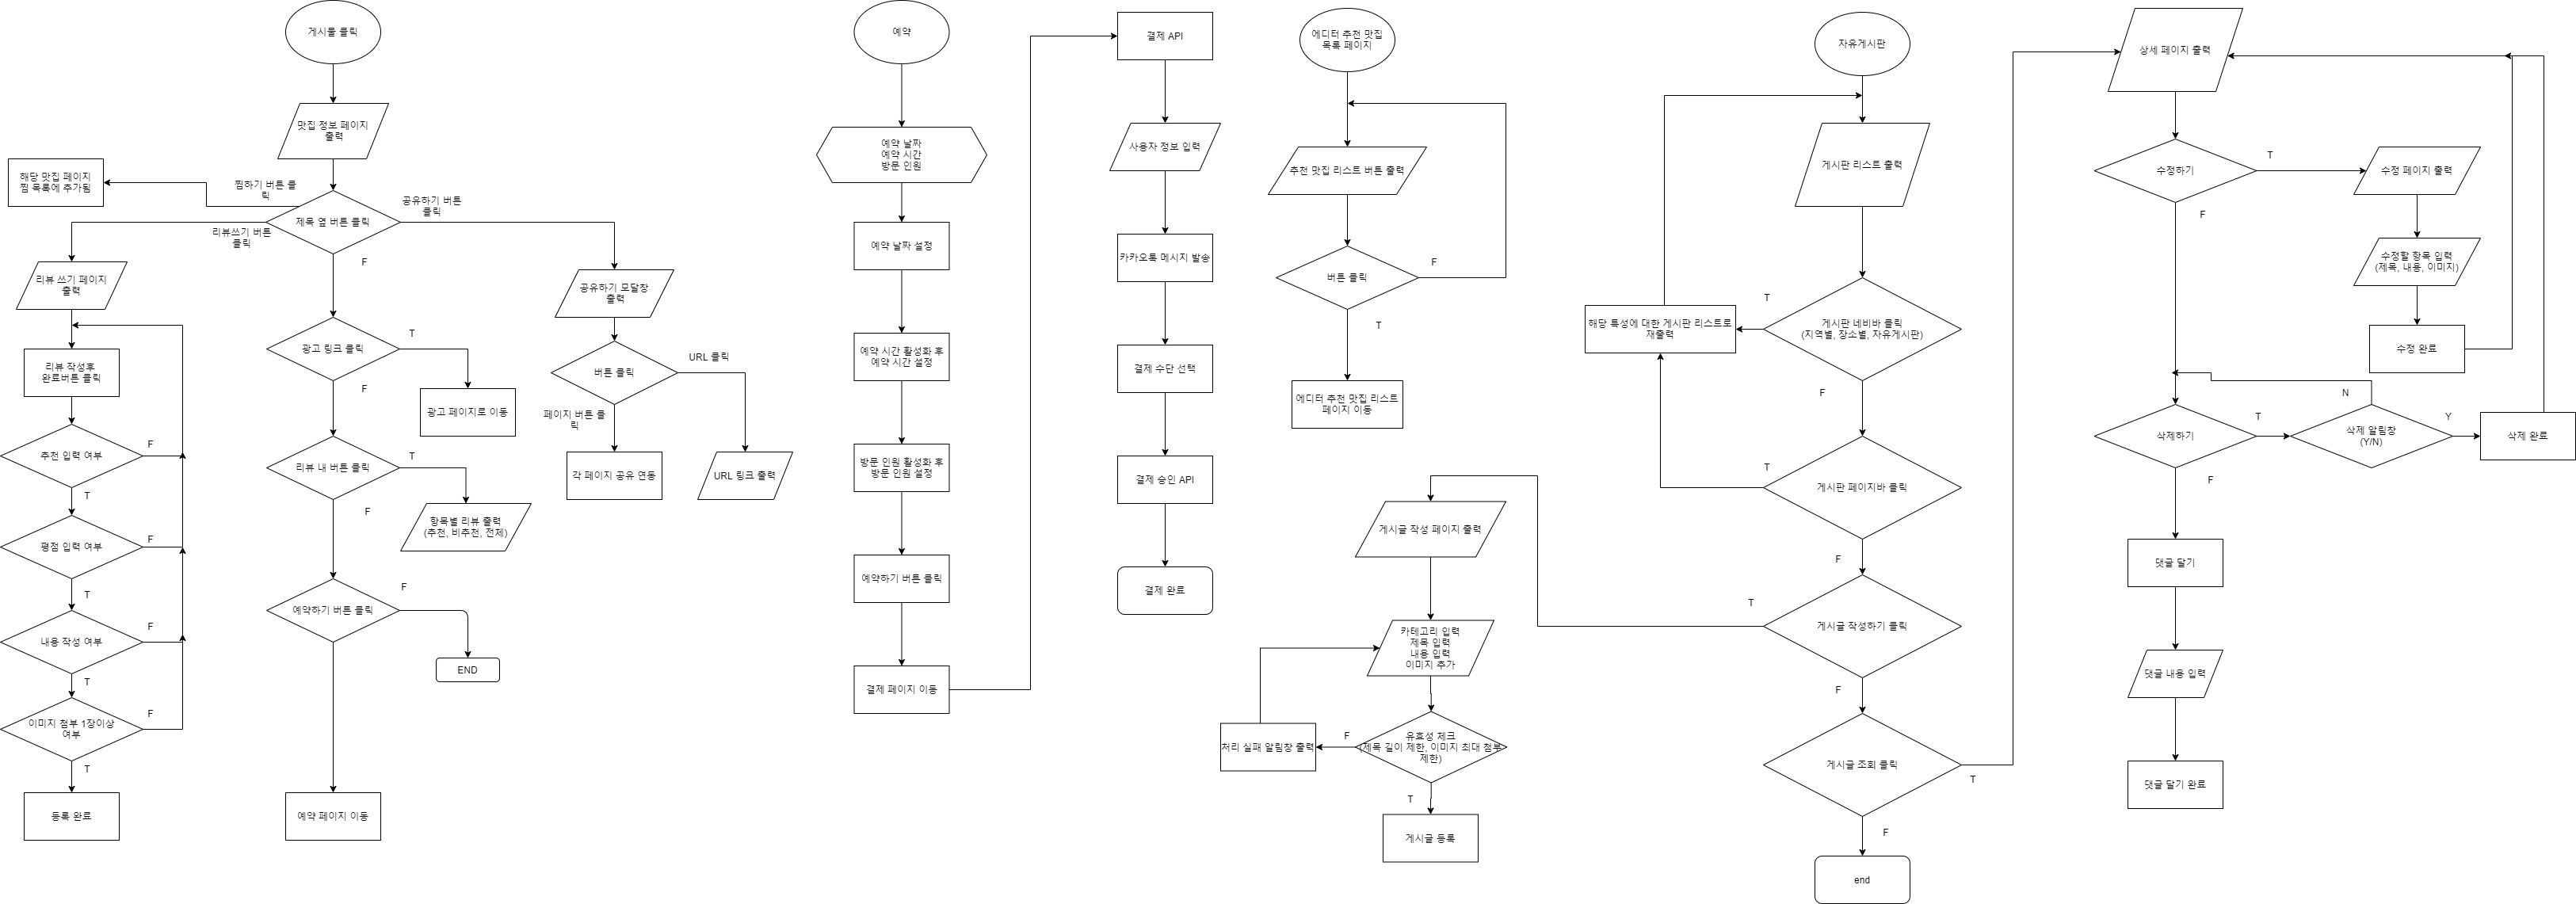 게시물 클릭
맛집 정보 페이지
출력
찜하기 버튼 클
릭
해당 맛집 페이지
찜 목록에 추가됨
제목 옆 버튼 클릭
공유하기 버튼
클릭
리뷰쓰기 버튼
클릭
F
리뷰 쓰기 페이지
출력
리뷰 작성후
완료버튼 클릭
추천 입력 여부
F
T
평점 입력 여부
F
T
내용 작성 여부
F
T
이미지 첨부 1장이상
여부
F
T
등록 완료
광고 링크 클릭
T
F
광고 페이지로 이동
리뷰 내 버튼 클릭
T
F
항목별 리뷰 출력
(추천, 비추천, 전체)
예약하기 버튼 클릭
F
END
예약 페이지 이동
공유하기 모달창
출력
버튼 클릭
URL 클릭
페이지 버튼 클
릭
각 페이지 공유 연동
URL 링크 출력
예약
예약 날짜
예약 시간
방문 인원
예약 날짜 설정
예약 시간 활성화 후
예약 시간 설정
방문 인원 활성화 후
방문 인원 설정
예약하기 버튼 클릭
결제 페이지 이동
결제 API
사용자 정보 입력
카카오톡 메시지 발송
결제 수단 선택
결제 승인 API
결제 완료
에디터 추천 맛집
목록 페이지
추천 맛집 리스트 버튼 출력
버튼 클릭
F
T
에디터 추천 맛집 리스트
페이지 이동
자유게시판
게시판 리스트 출력
게시판 네비바 클릭
(지역별, 장소별, 자유게시판)
T
F
해당 특성에 대한 게시판 리스트로
재출력
게시판 페이지바 클릭
T
F
게시글 작성하기 클릭
T
F
게시글 작성 페이지 출력
카테고리 입력
제목 입력
내용 입력
이미지 추가
유효성 체크
(제목 길이 제한, 이미지 최대 첨부
제한)
F
T
처리 실패 알림창 출력
게시글 등록
게시글 조회 클릭
T
F
end
상세 페이지 출력
수정하기
T
F
수정 페이지 출력
수정할 항목 입력
(제목, 내용, 이미지)
수정 완료
삭제하기
T
F
삭제 알림창
(Y/N)
N
Y
삭제 완료
댓글 달기
댓글 내용 입력
댓글 달기 완료